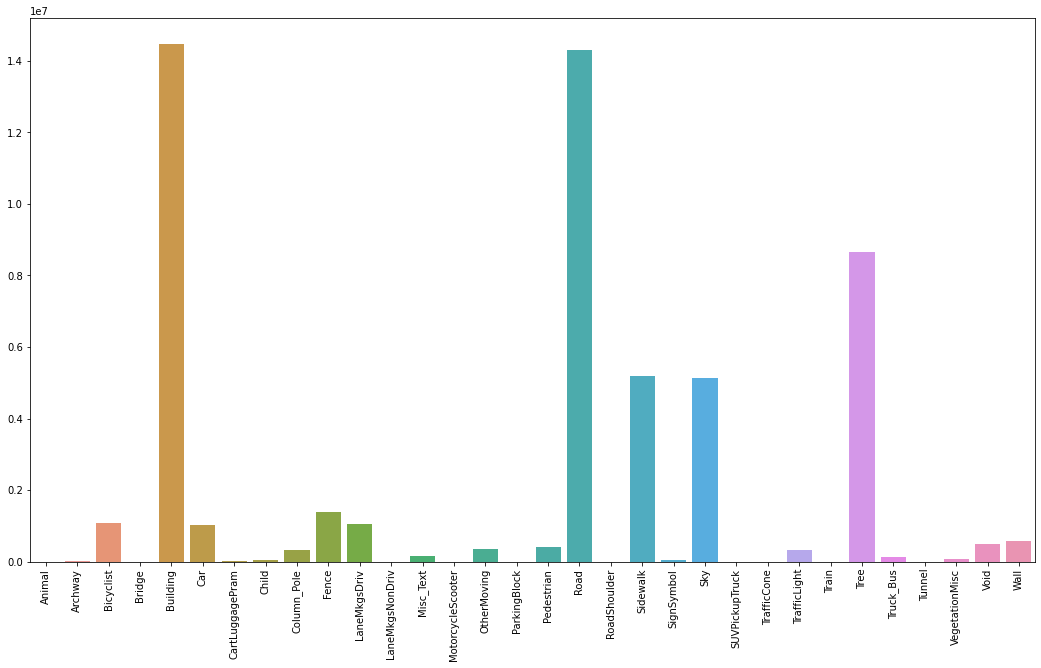 1e7
1.4
1.2
1.0
0.8
0.6
0.4
0.2
0.0
Animal
Archway
Bicyclist
Bridge
Building
Car
CartLuggagePram
Child
Column_Pole
Fence
LaneMkgsDriv
LaneMkgsNonDriv
Misc_Text
MotorcycleScooter
OtherMoving
ParkingBlock
Pedestrian
Road
RoadShoulder
Sidewalk
SignSymbol
Sky
SUVPickupTruck
TrafficCone
TrafficLight
Train
Tree
Truck_Bus
Tunnel
VegetationMisc
Void
Wall